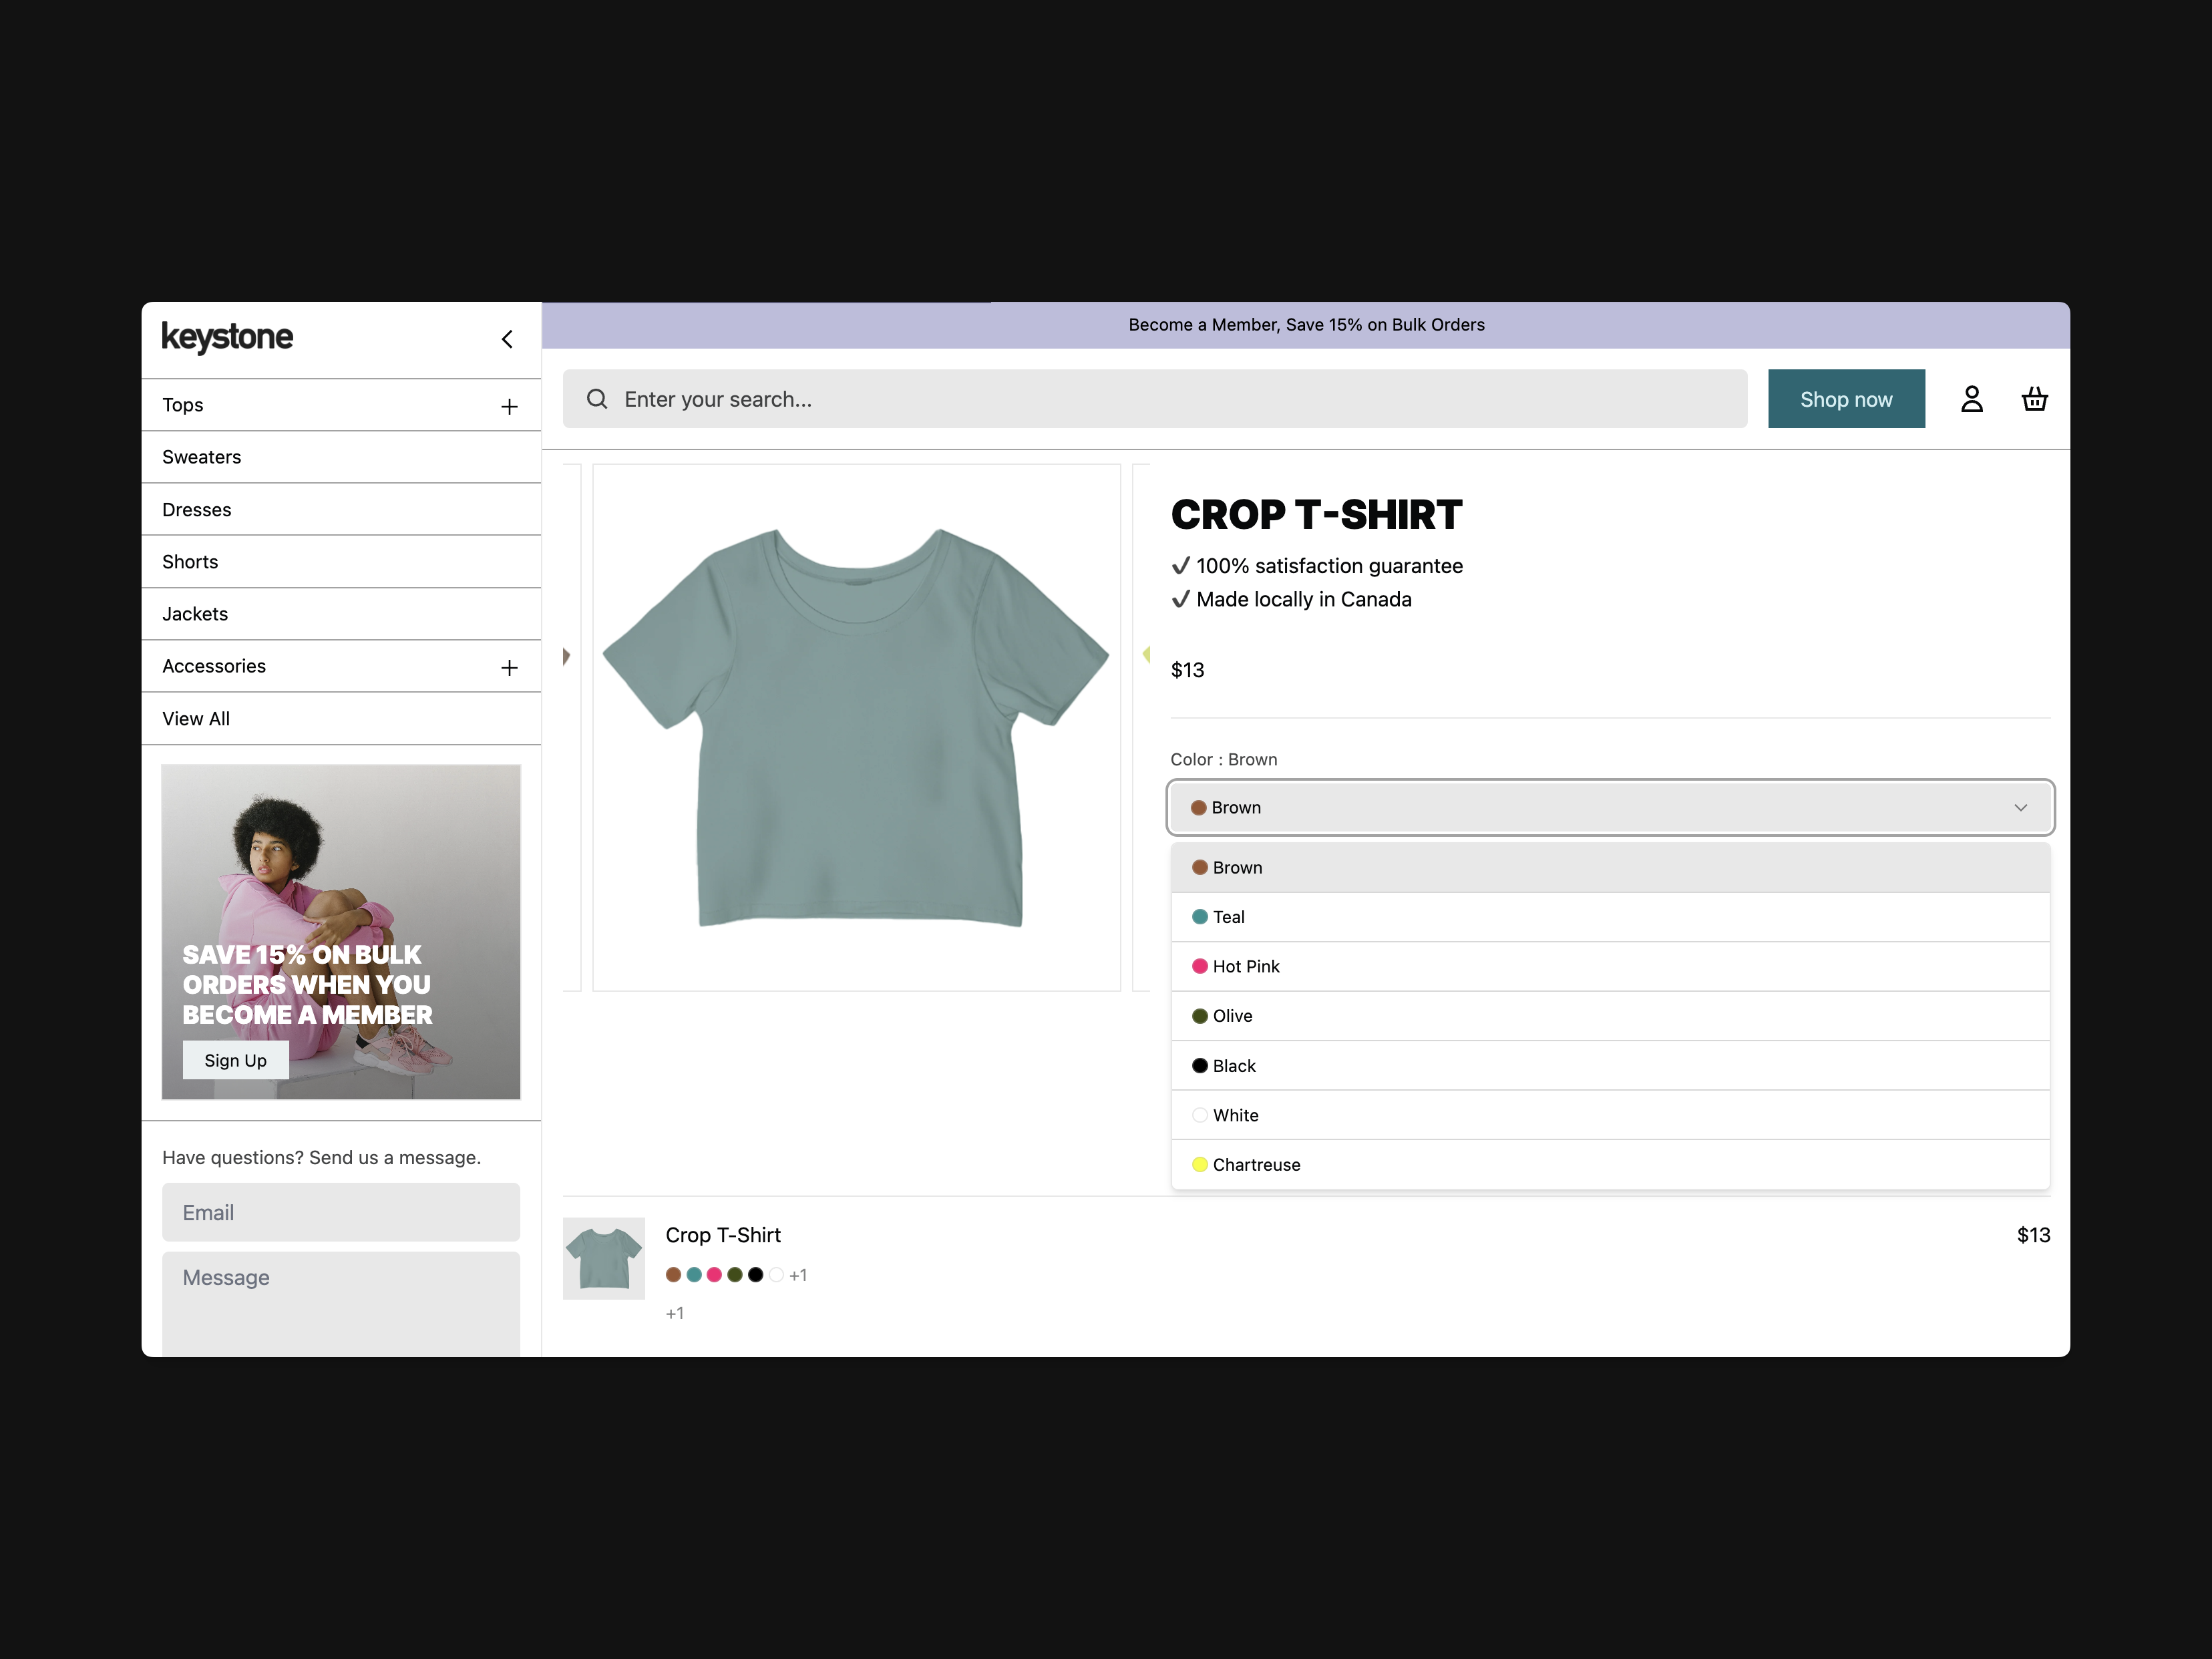 keystone
Tops
Sweaters
Dresses
Shorts
Jackets
Accessories
View All
SAVE 15% ON BULK
ORDERS WHEN YOU
BECOME A MEMBER
Sign Up
Have questions? Send us a message.
Email
Message
Become a Member, Save 15% on Bulk Orders
Enter your search...
Shop now
CROP T-SHIRT
✓ 100% satisfaction guarantee
✓ Made locally in Canada
$13
Color : Brown
Brown
Brown
Teal
Hot Pink
Olive
Black
White
Chartreuse
Crop T-Shirt
$13
+1
+1